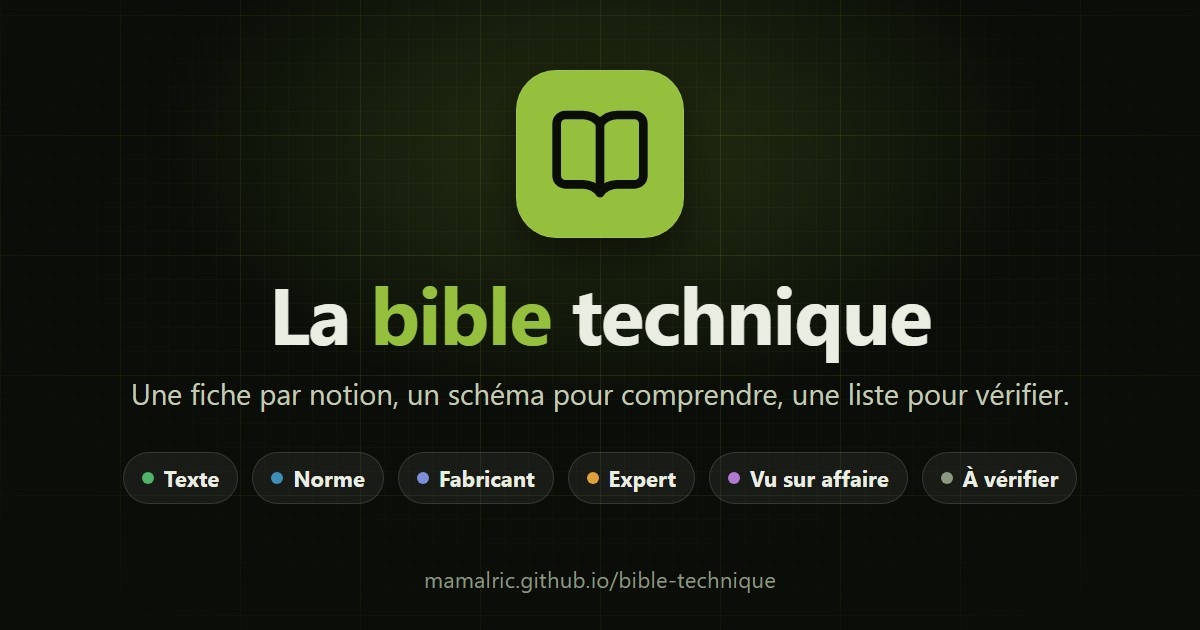 La bible technique
Une fiche par notion, un schéma pour comprendre, une liste pour vérifier.
Texte Norme Fabricant Expert Vu sur affaire À vérifier
mamalric.github.io/bible-technique